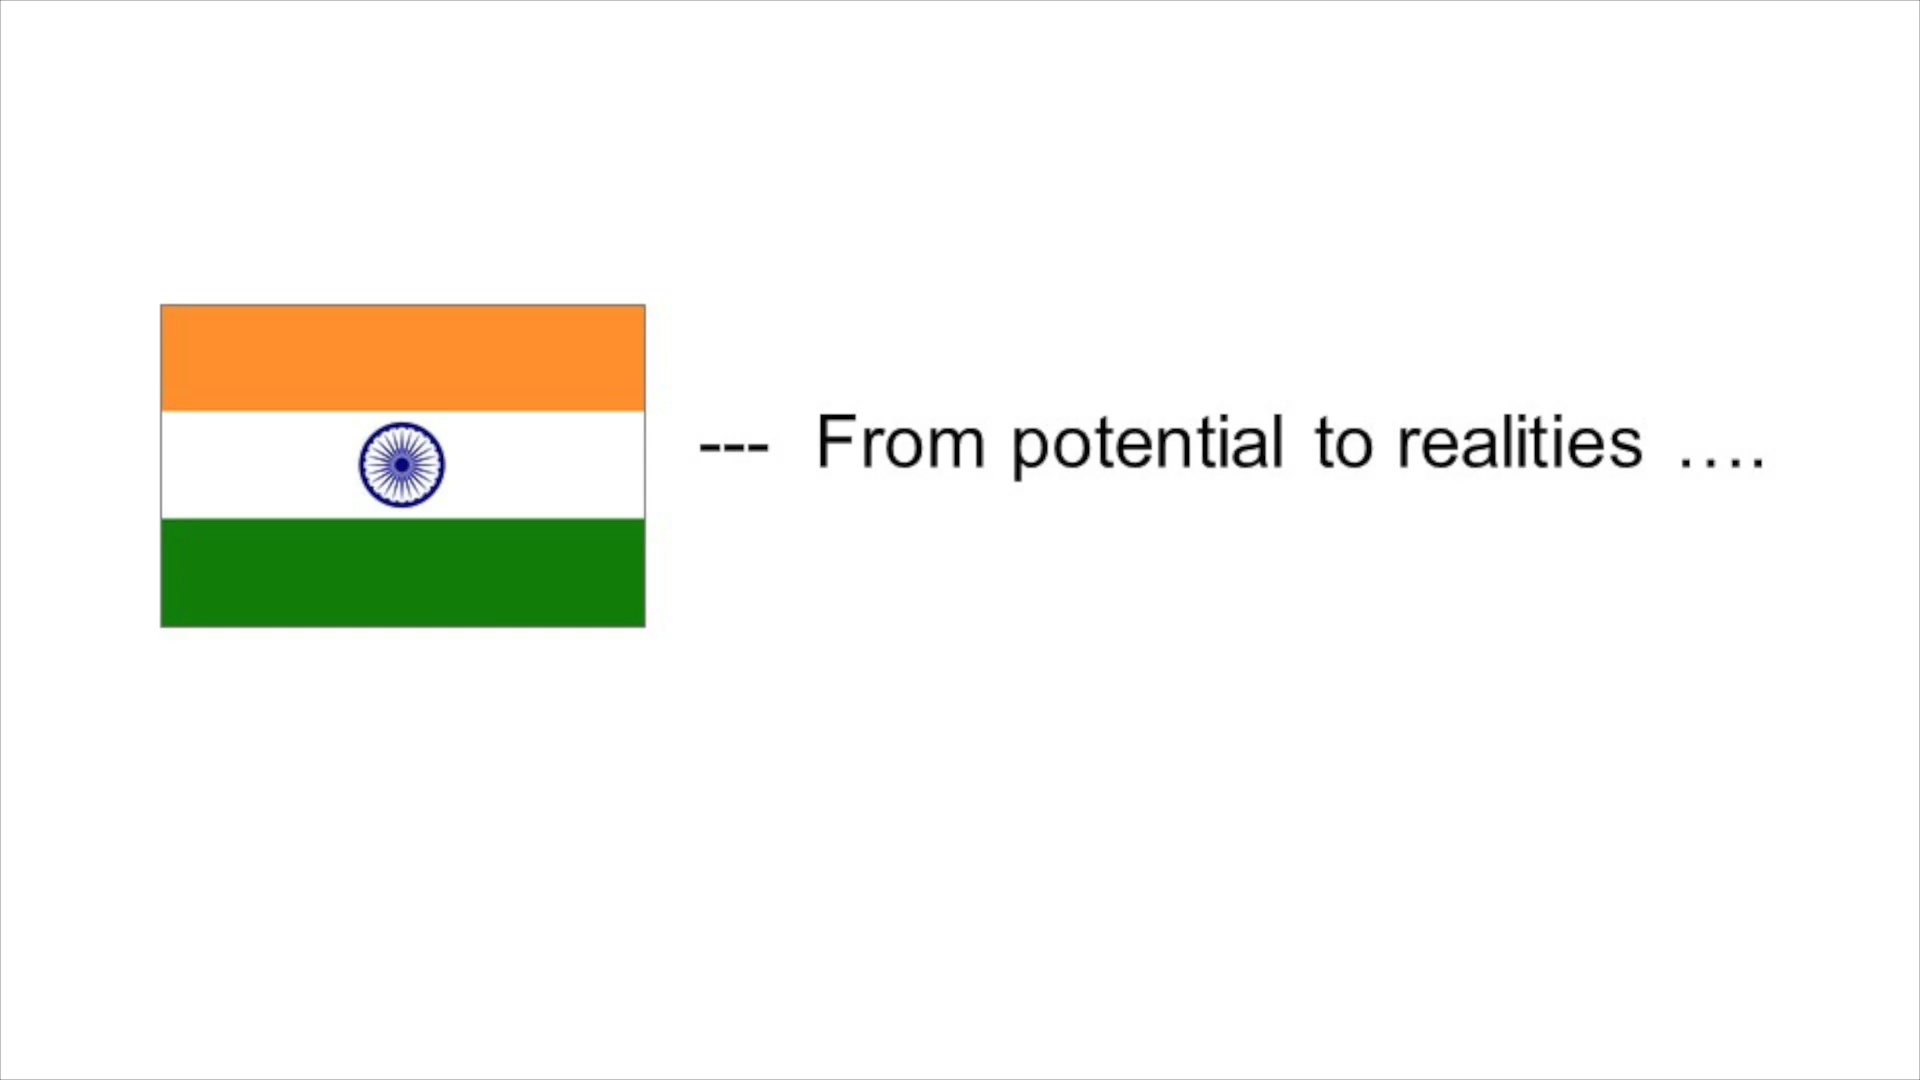 --- From potential to realities ….